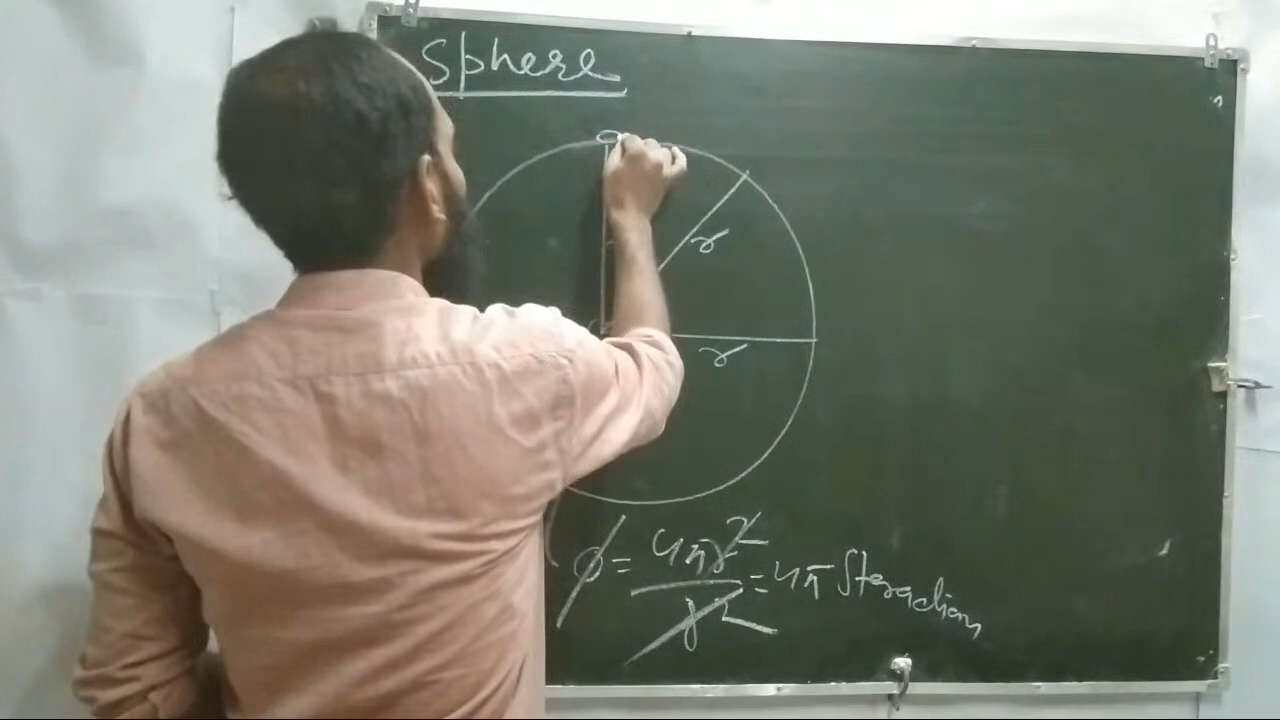 Sphere
r
r
ϕ = 4πr² / r² = 4π Steradian